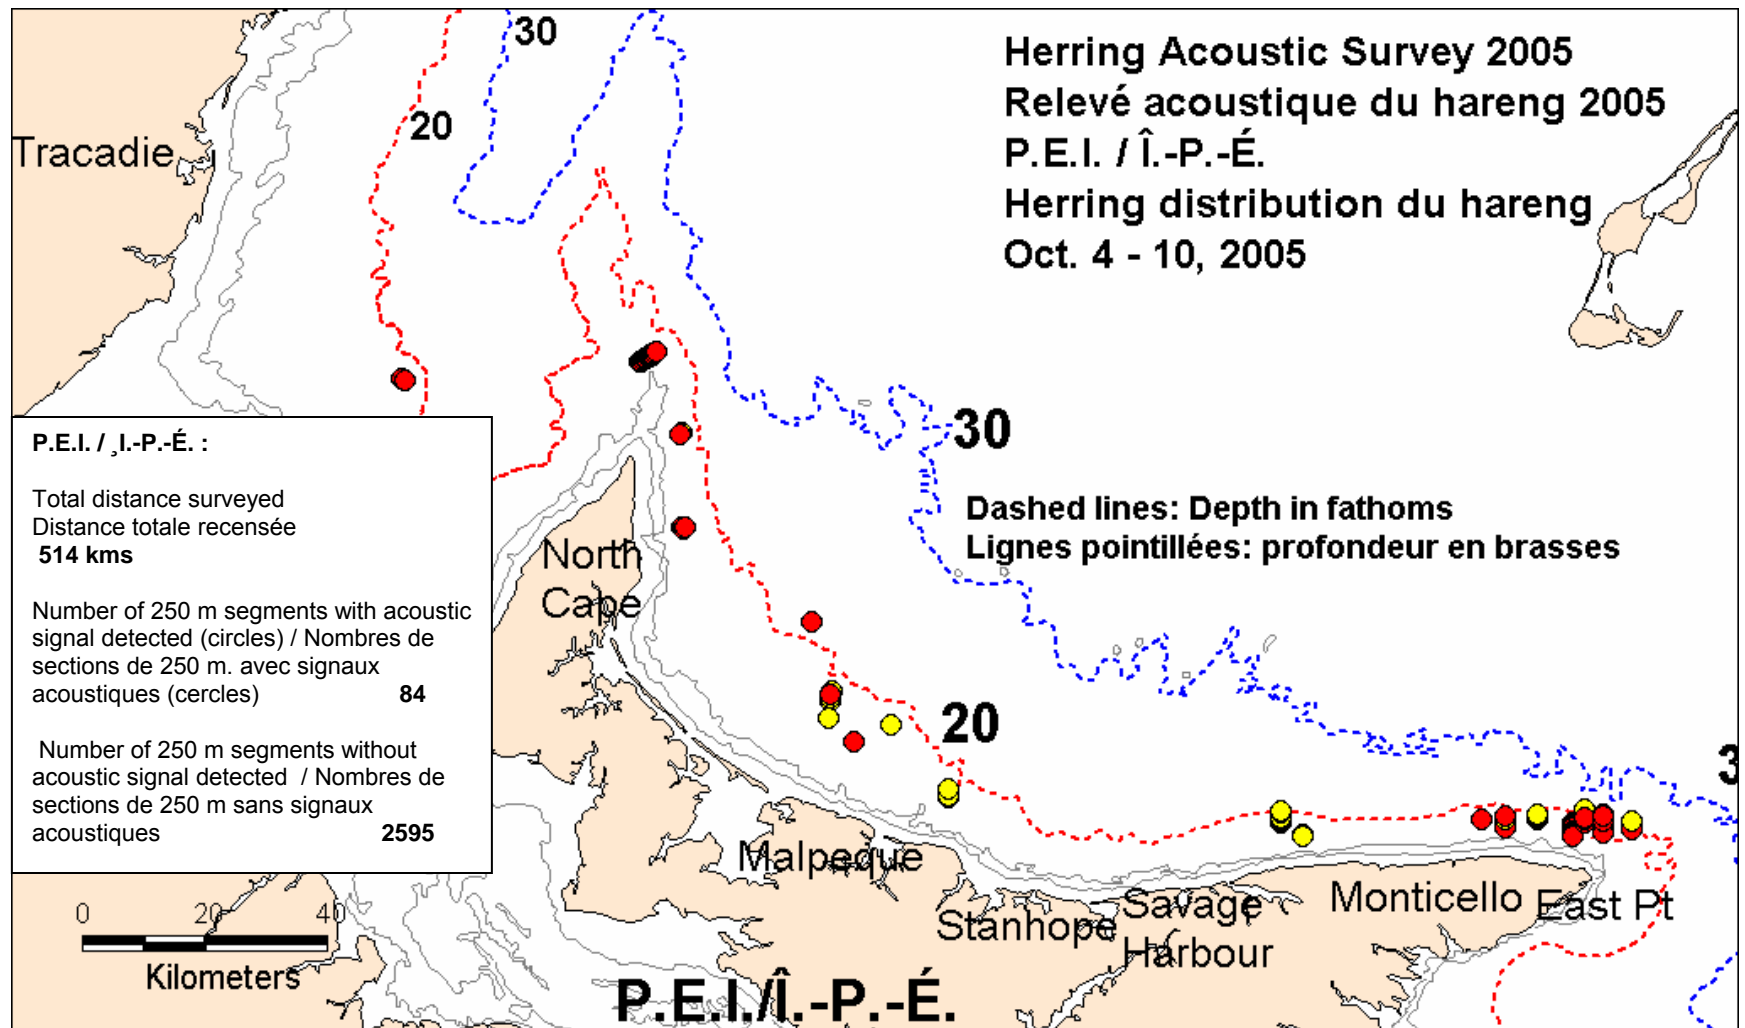 30
20
Tracadie
Herring Acoustic Survey 2005
Relevé acoustique du hareng 2005
P.E.I. / Î.-P.-É.
Herring distribution du hareng
Oct. 4 - 10, 2005
30
Dashed lines: Depth in fathoms
Lignes pointillées: profondeur en brasses
P.E.I. / ¸I.-P.-É. :
Total distance surveyed
Distance totale recensée
514 kms
Number of 250 m segments with acoustic
signal detected (circles) / Nombres de
sections de 250 m. avec signaux
acoustiques (cercles) 84
Number of 250 m segments without
acoustic signal detected / Nombres de
sections de 250 m sans signaux
acoustiques 2595
North
Cape
20
3
Malpeque
Stanhope
Savage
Harbour
Monticello
East Pt
0 20 40
Kilometers
P.E.I./Î.-P.-É.